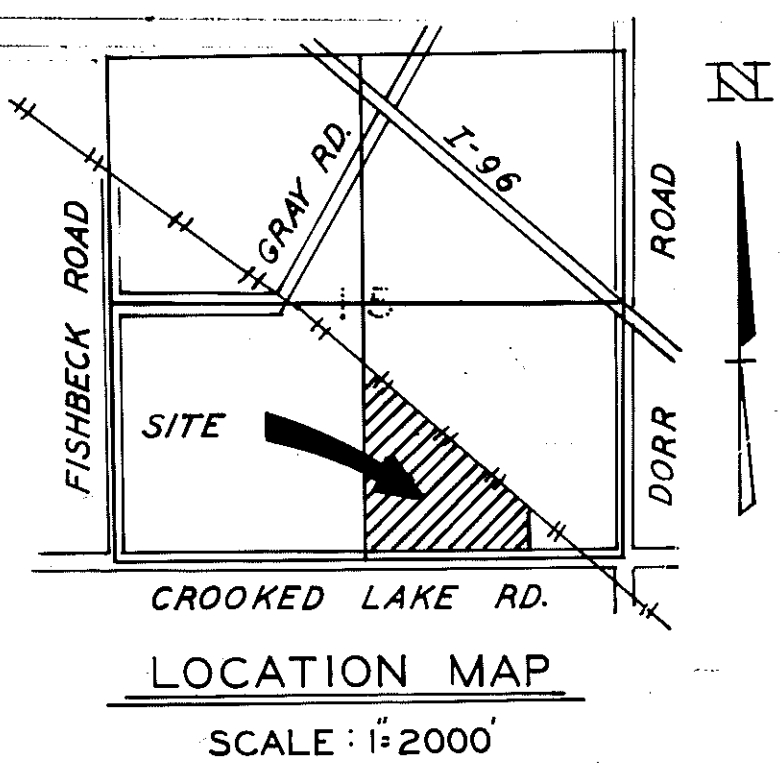 N
I-96
GRAY RD.
FISHBECK ROAD
ROAD
DORR
SITE
CROOKED LAKE RD.
LOCATION MAP
SCALE : 1"=2000'